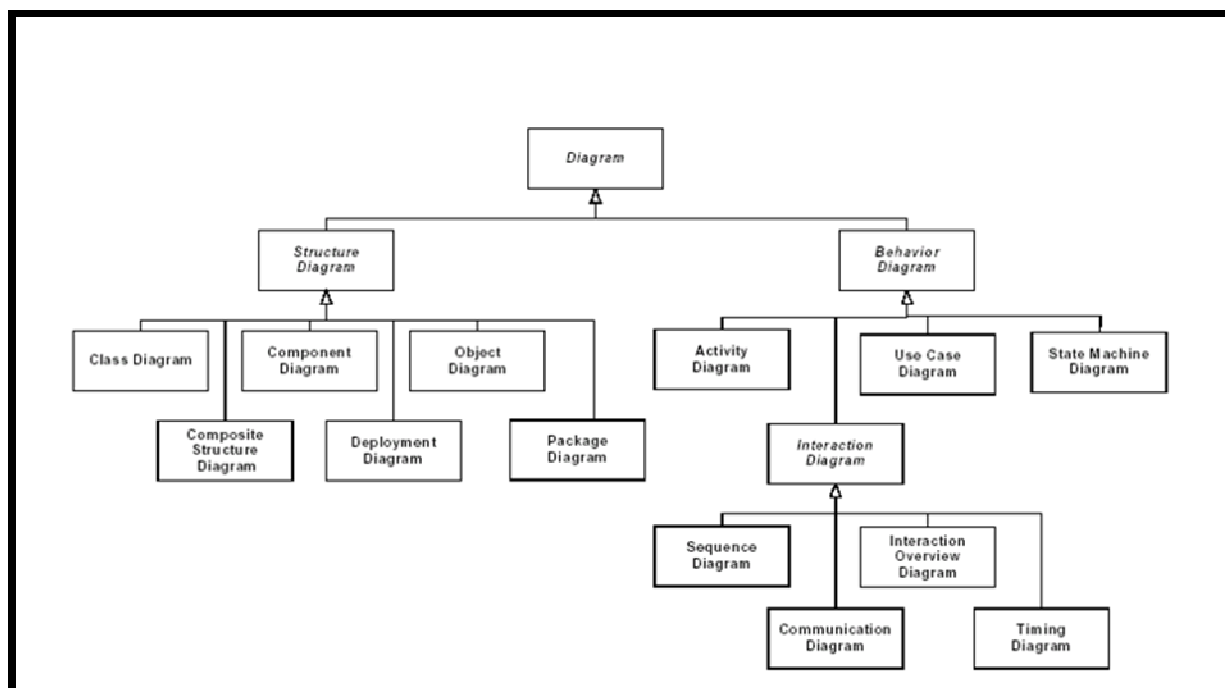 Diagram
Structure
Diagram
Behavior
Diagram
Class Diagram
Component
Diagram
Object
Diagram
Activity
Diagram
Use Case
Diagram
State Machine
Diagram
Composite
Structure
Diagram
Deployment
Diagram
Package
Diagram
Interaction
Diagram
Sequence
Diagram
Interaction
Overview
Diagram
Communication
Diagram
Timing
Diagram